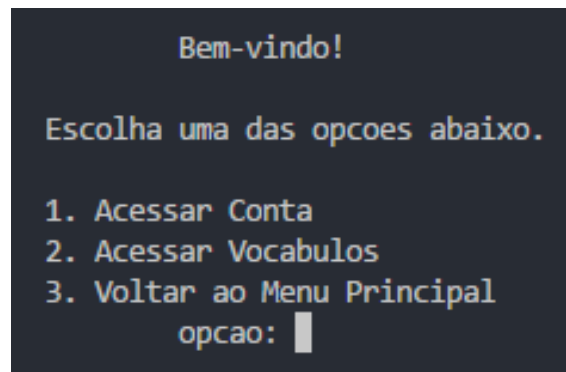 Bem-vindo!
Escolha uma das opcoes abaixo.
1. Acessar Conta
2. Acessar Vocabulos
3. Voltar ao Menu Principal
opcao: